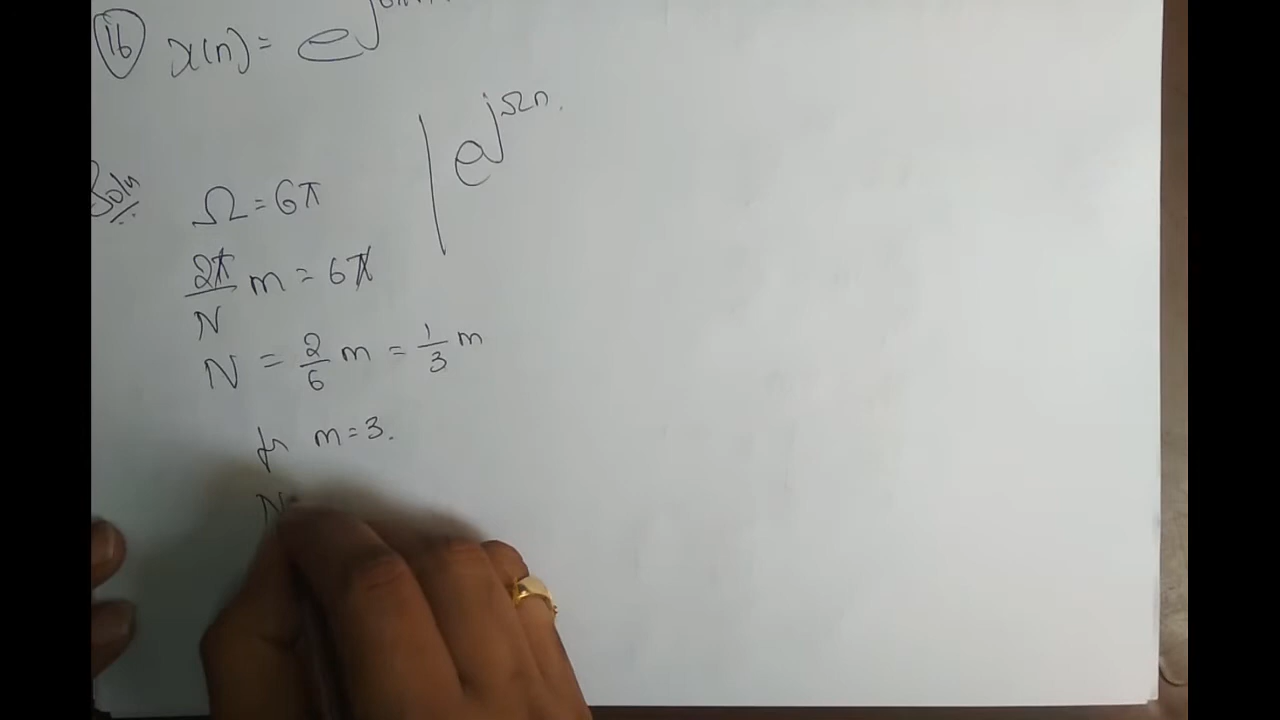 16 x(n) = e^j
e^jΩn.
Soln
Ω = 6π
2π/N m = 6π
N = 2/6 m = 1/3 m
for m = 3.
N